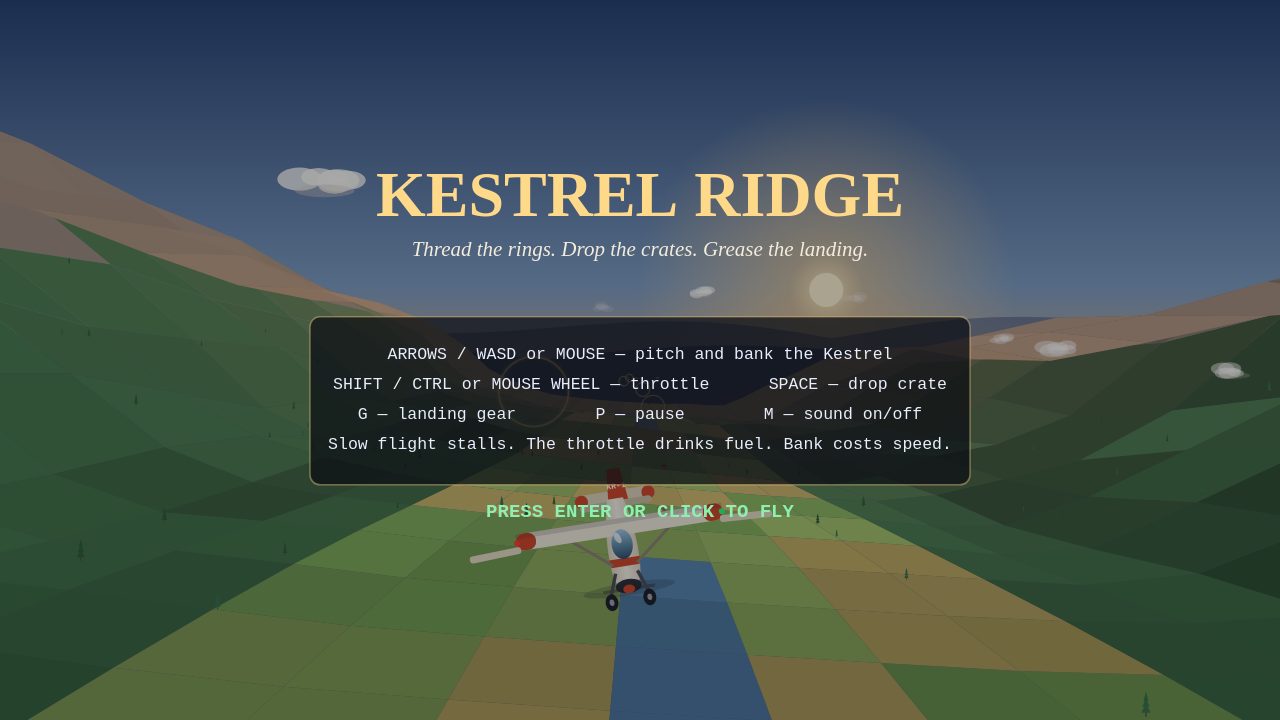 KESTREL RIDGE
Thread the rings. Drop the crates. Grease the landing.
ARROWS / WASD or MOUSE — pitch and bank the Kestrel
SHIFT / CTRL or MOUSE WHEEL — throttle SPACE — drop crate
G — landing gear P — pause M — sound on/off
Slow flight stalls. The throttle drinks fuel. Bank costs speed.
PRESS ENTER OR CLICK TO FLY